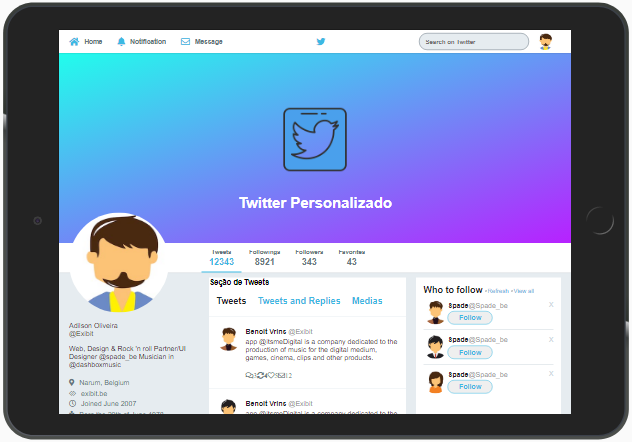 Home Notification Message Search on Twitter
Twitter Personalizado
Tweets Followings Followers Favorites
12343 8921 343 43
Adilson Oliveira
@Exibit
Web, Design & Rock 'n roll Partner/UI
Designer @spade_be Musician in
@dashboxmusic
Narum, Belgium
exibit.be
Joined June 2007
Seção de Tweets
Tweets Tweets and Replies Medias
Benoit Vrins @Exibit
app @itsmeDigital is a company dedicated to the
production of music for the digital medium,
games, cinema, clips and other products.
Benoit Vrins @Exibit
app @itsmeDigital is a company dedicated to the
Who to follow • Refresh • View all
Spade@Spade_be X
Follow
Spade@Spade_be X
Follow
Spade@Spade_be X
Follow